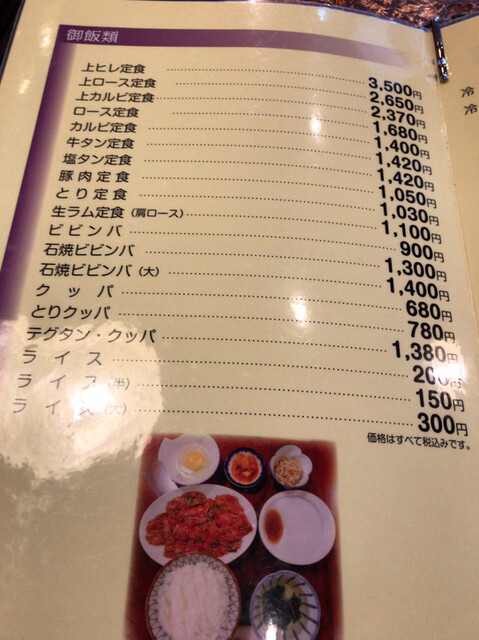 御飯類
上ヒレ定食 3,500円
上ロース定食 2,650円
上カルビ定食 2,370円
ロース定食 1,680円
カルビ定食 1,400円
牛タン定食 1,420円
塩タン定食 1,420円
豚肉定食 1,050円
とり定食 1,030円
生ラム定食（肩ロース） 1,100円
ビビンバ 900円
石焼ビビンバ 1,300円
石焼ビビンバ（大） 1,400円
クッパ 680円
とりクッパ 780円
テグタン・クッパ 1,380円
ライス 200円
ライス（半） 150円
ライス（大） 300円
価格はすべて税込みです。
冷
冷